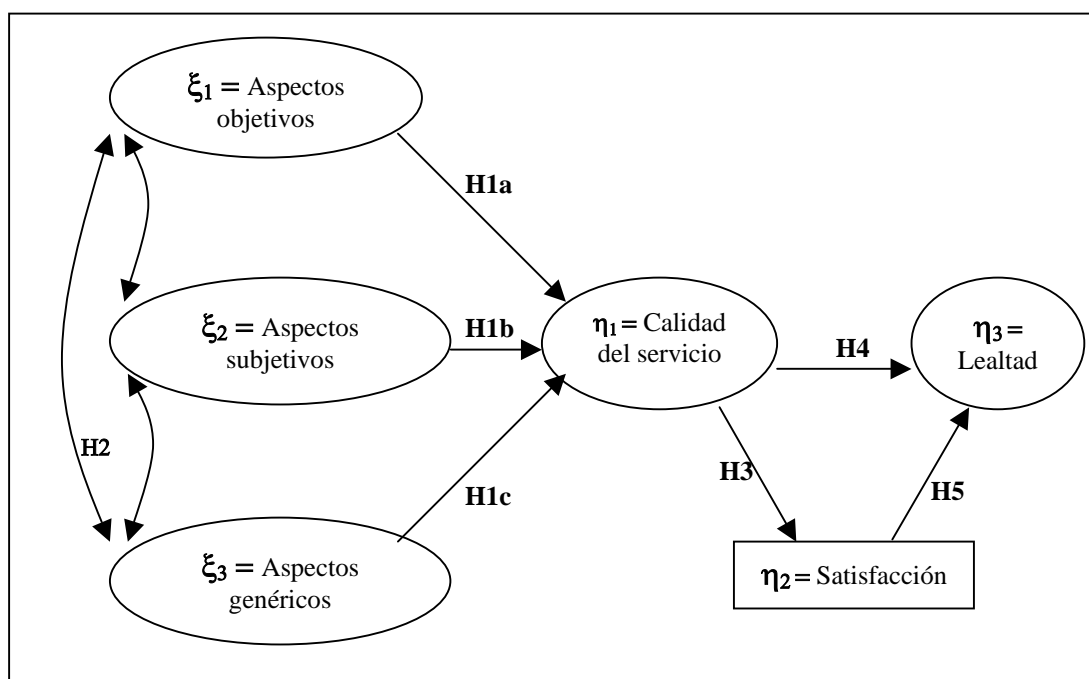 ξ1 = Aspectos
objetivos
H1a
ξ2 = Aspectos
subjetivos
H1b
η1 = Calidad
del servicio
H4
η3 =
Lealtad
H2
H1c
H3
H5
ξ3 = Aspectos
genéricos
η2 = Satisfacción